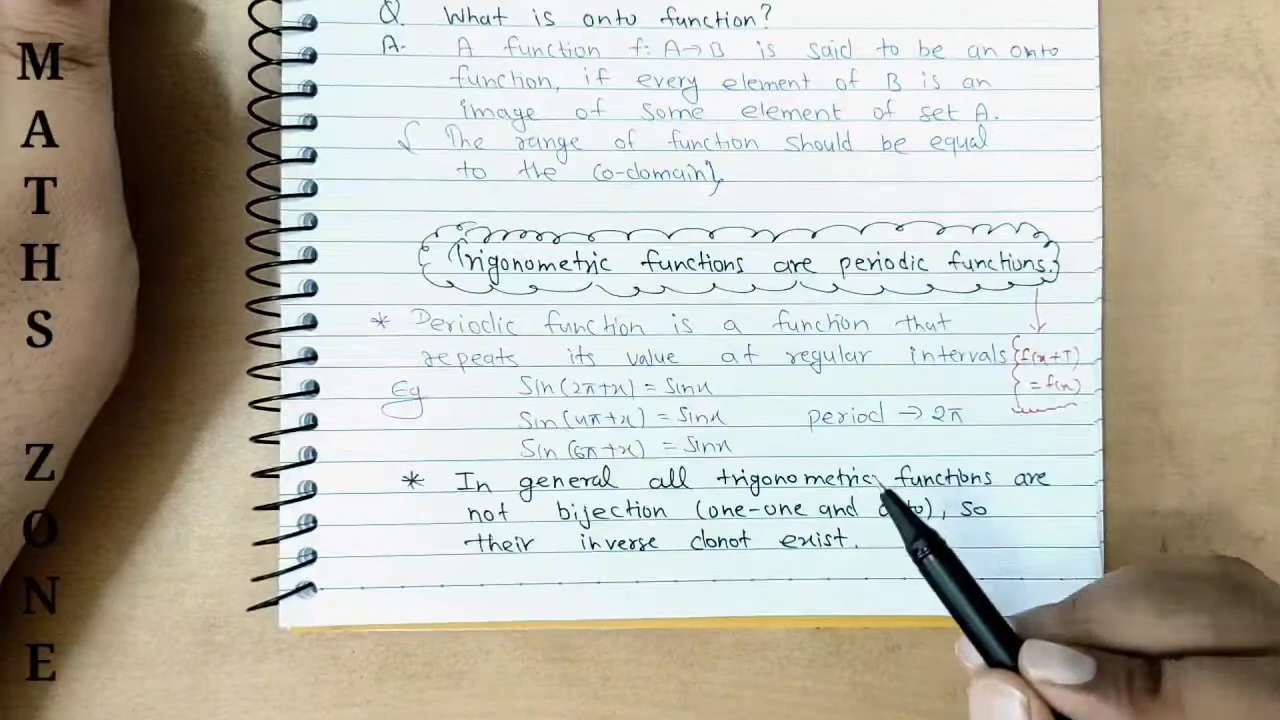 MATHS ZONE
Q. What is onto function?
A- A function f: A→B is said to be an onto
function, if every element of B is an
image of some element of set A.
{ The range of function should be equal
to the co-domain}
Trigonometric functions are periodic functions.
* Periodic function is a function that
repeats its value at regular intervals {f(x+T)
= f(x)
Eg Sin(2π+x) = Sinx
Sin(4π+x) = Sinx period → 2π
Sin(6π+x) = Sinx
* In general all trigonometric functions are
not bijection (one-one and onto), so
their inverse donot exist.